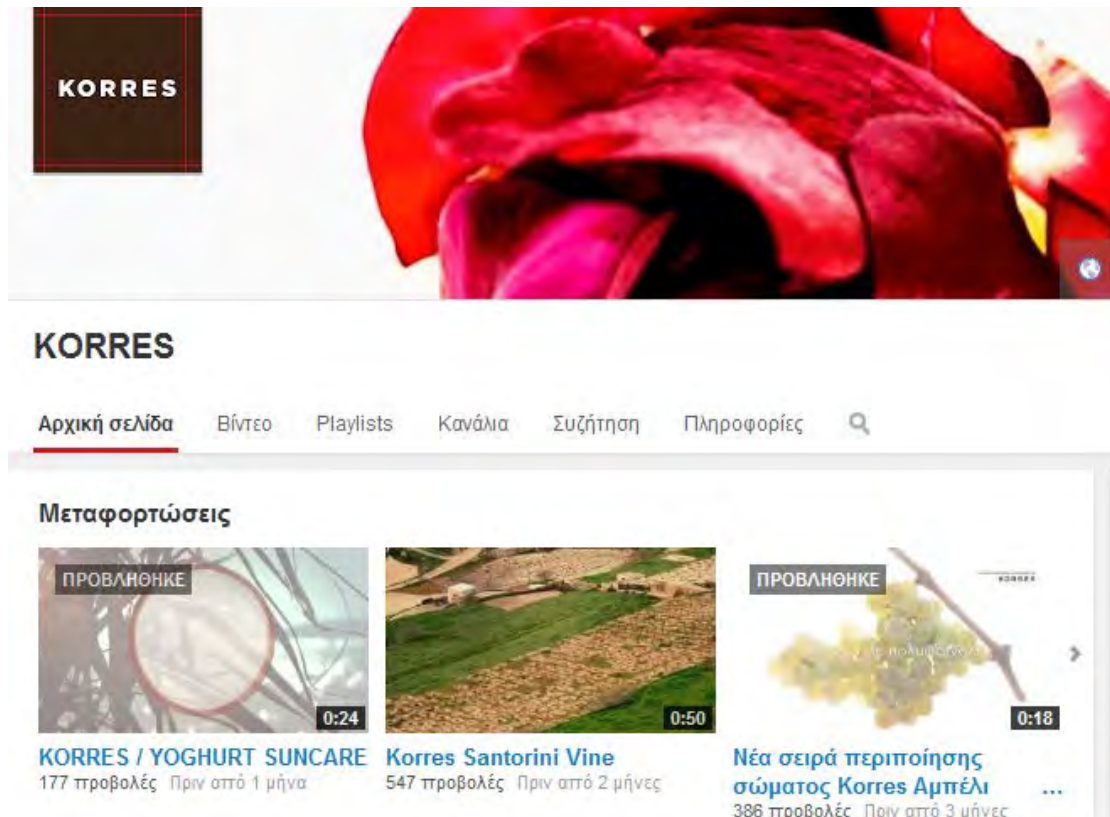 KORRES
KORRES
Αρχική σελίδα Βίντεο Playlists Κανάλια Συζήτηση Πληροφορίες
Μεταφορτώσεις
ΠΡΟΒΛΗΘΗΚΕ
0:24
KORRES / YOGHURT SUNCARE
177 προβολές Πριν από 1 μήνα
0:50
Korres Santorini Vine
547 προβολές Πριν από 2 μήνες
ΠΡΟΒΛΗΘΗΚΕ
KORRES
0:18
Νέα σειρά περιποίησης
σώματος Korres Αμπέλι ...
386 προβολές Πριν από 3 μήνες